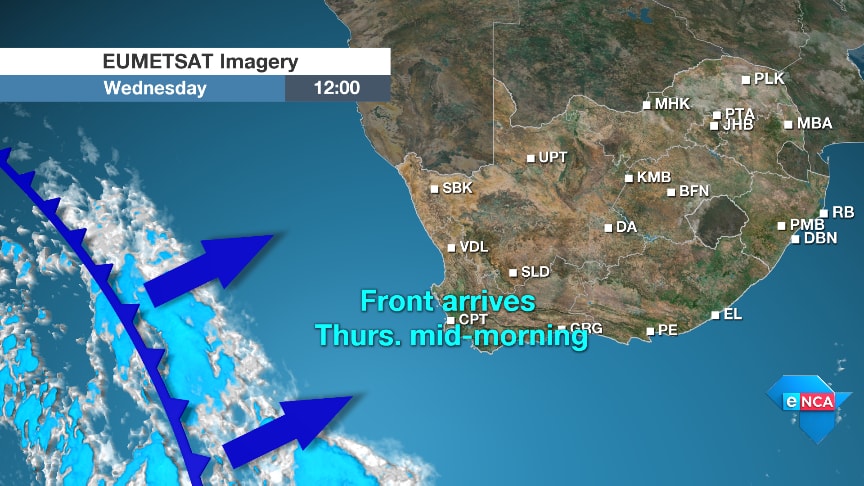 EUMETSAT Imagery
Wednesday 12:00
PLK
MHK
PTA
JHB
MBA
UPT
KMB
SBK
BFN
RB
PMB
DA
DBN
VDL
SLD
Front arrives
EL
CPT
GRG
PE
Thurs. mid-morning
e NCA